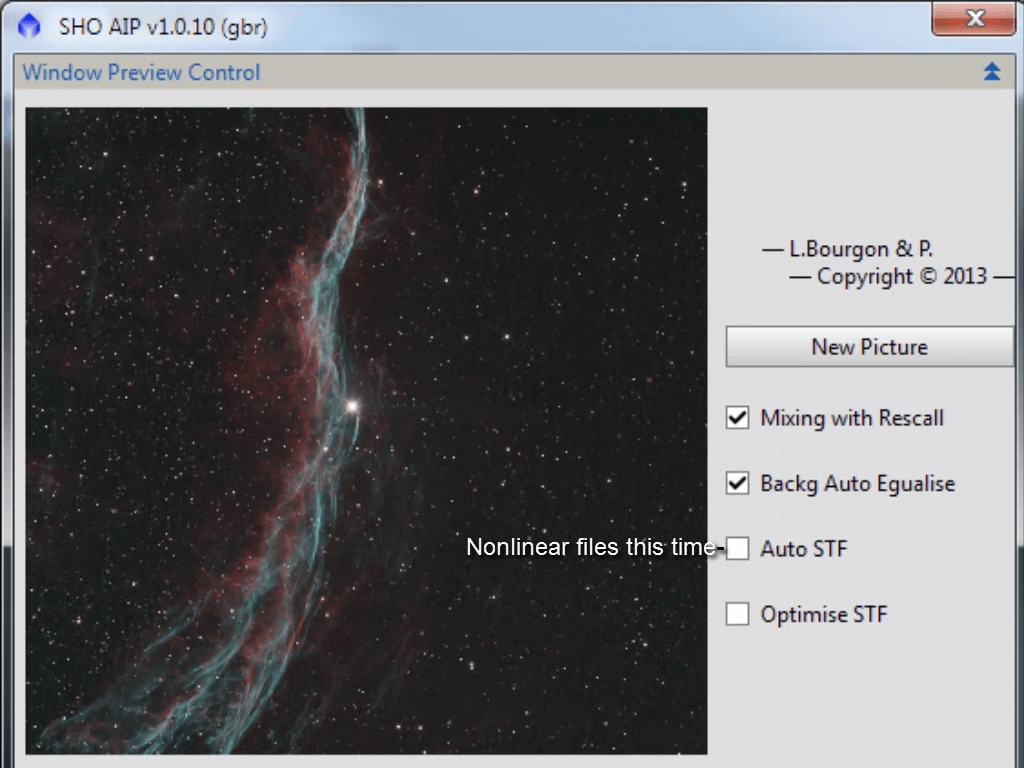 SHO AIP v1.0.10 (gbr)
Window Preview Control
— L.Bourgon & P.
— Copyright © 2013 —
New Picture
Mixing with Rescall
Backg Auto Egualise
Nonlinear files this time-
Auto STF
Optimise STF